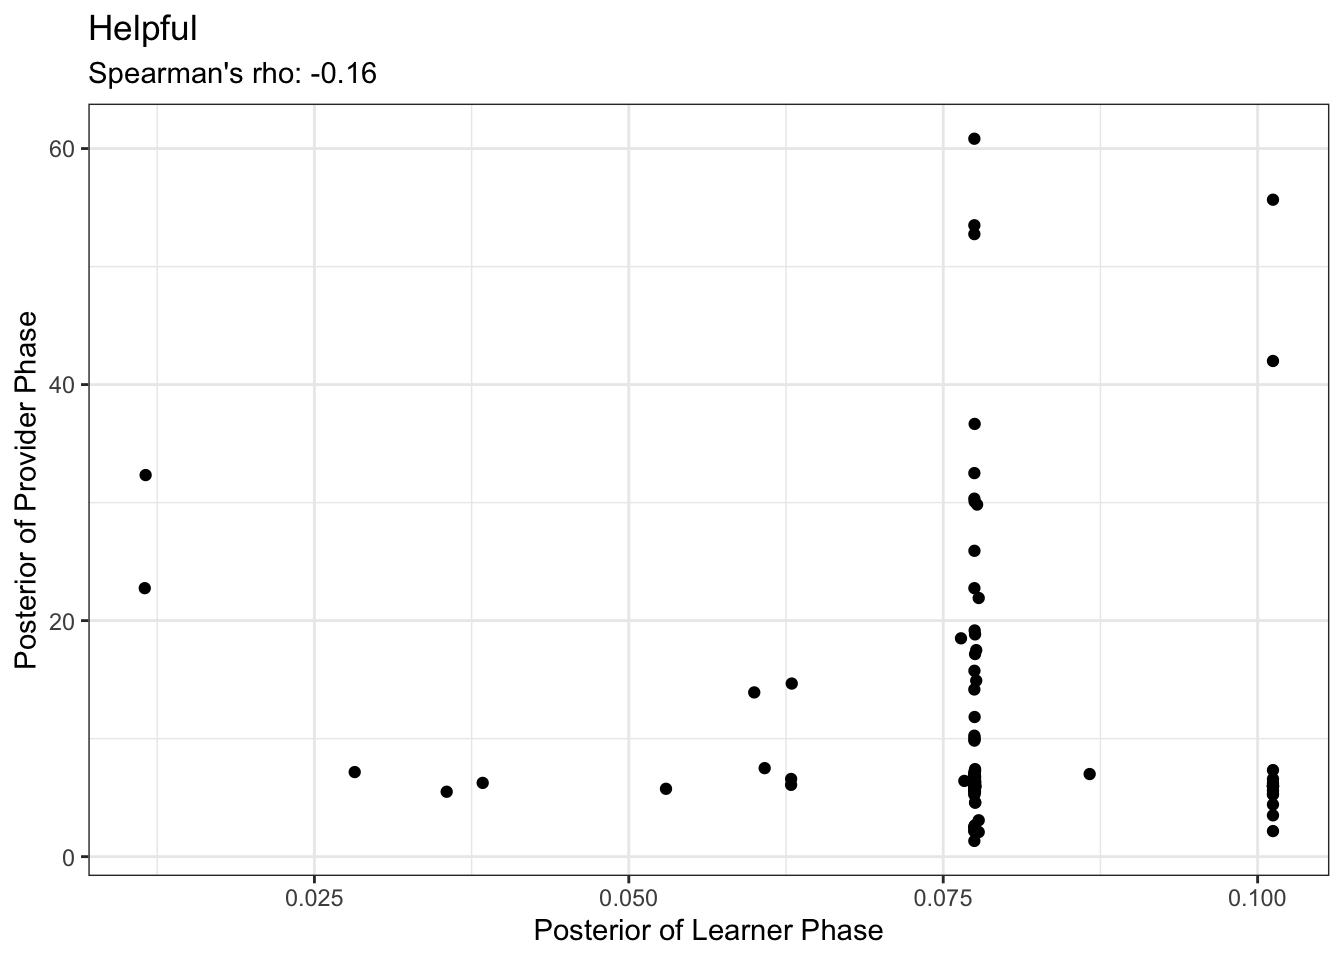 Helpful
Spearman's rho: -0.16
60
40
20
0
Posterior of Provider Phase
0.025 0.050 0.075 0.100
Posterior of Learner Phase